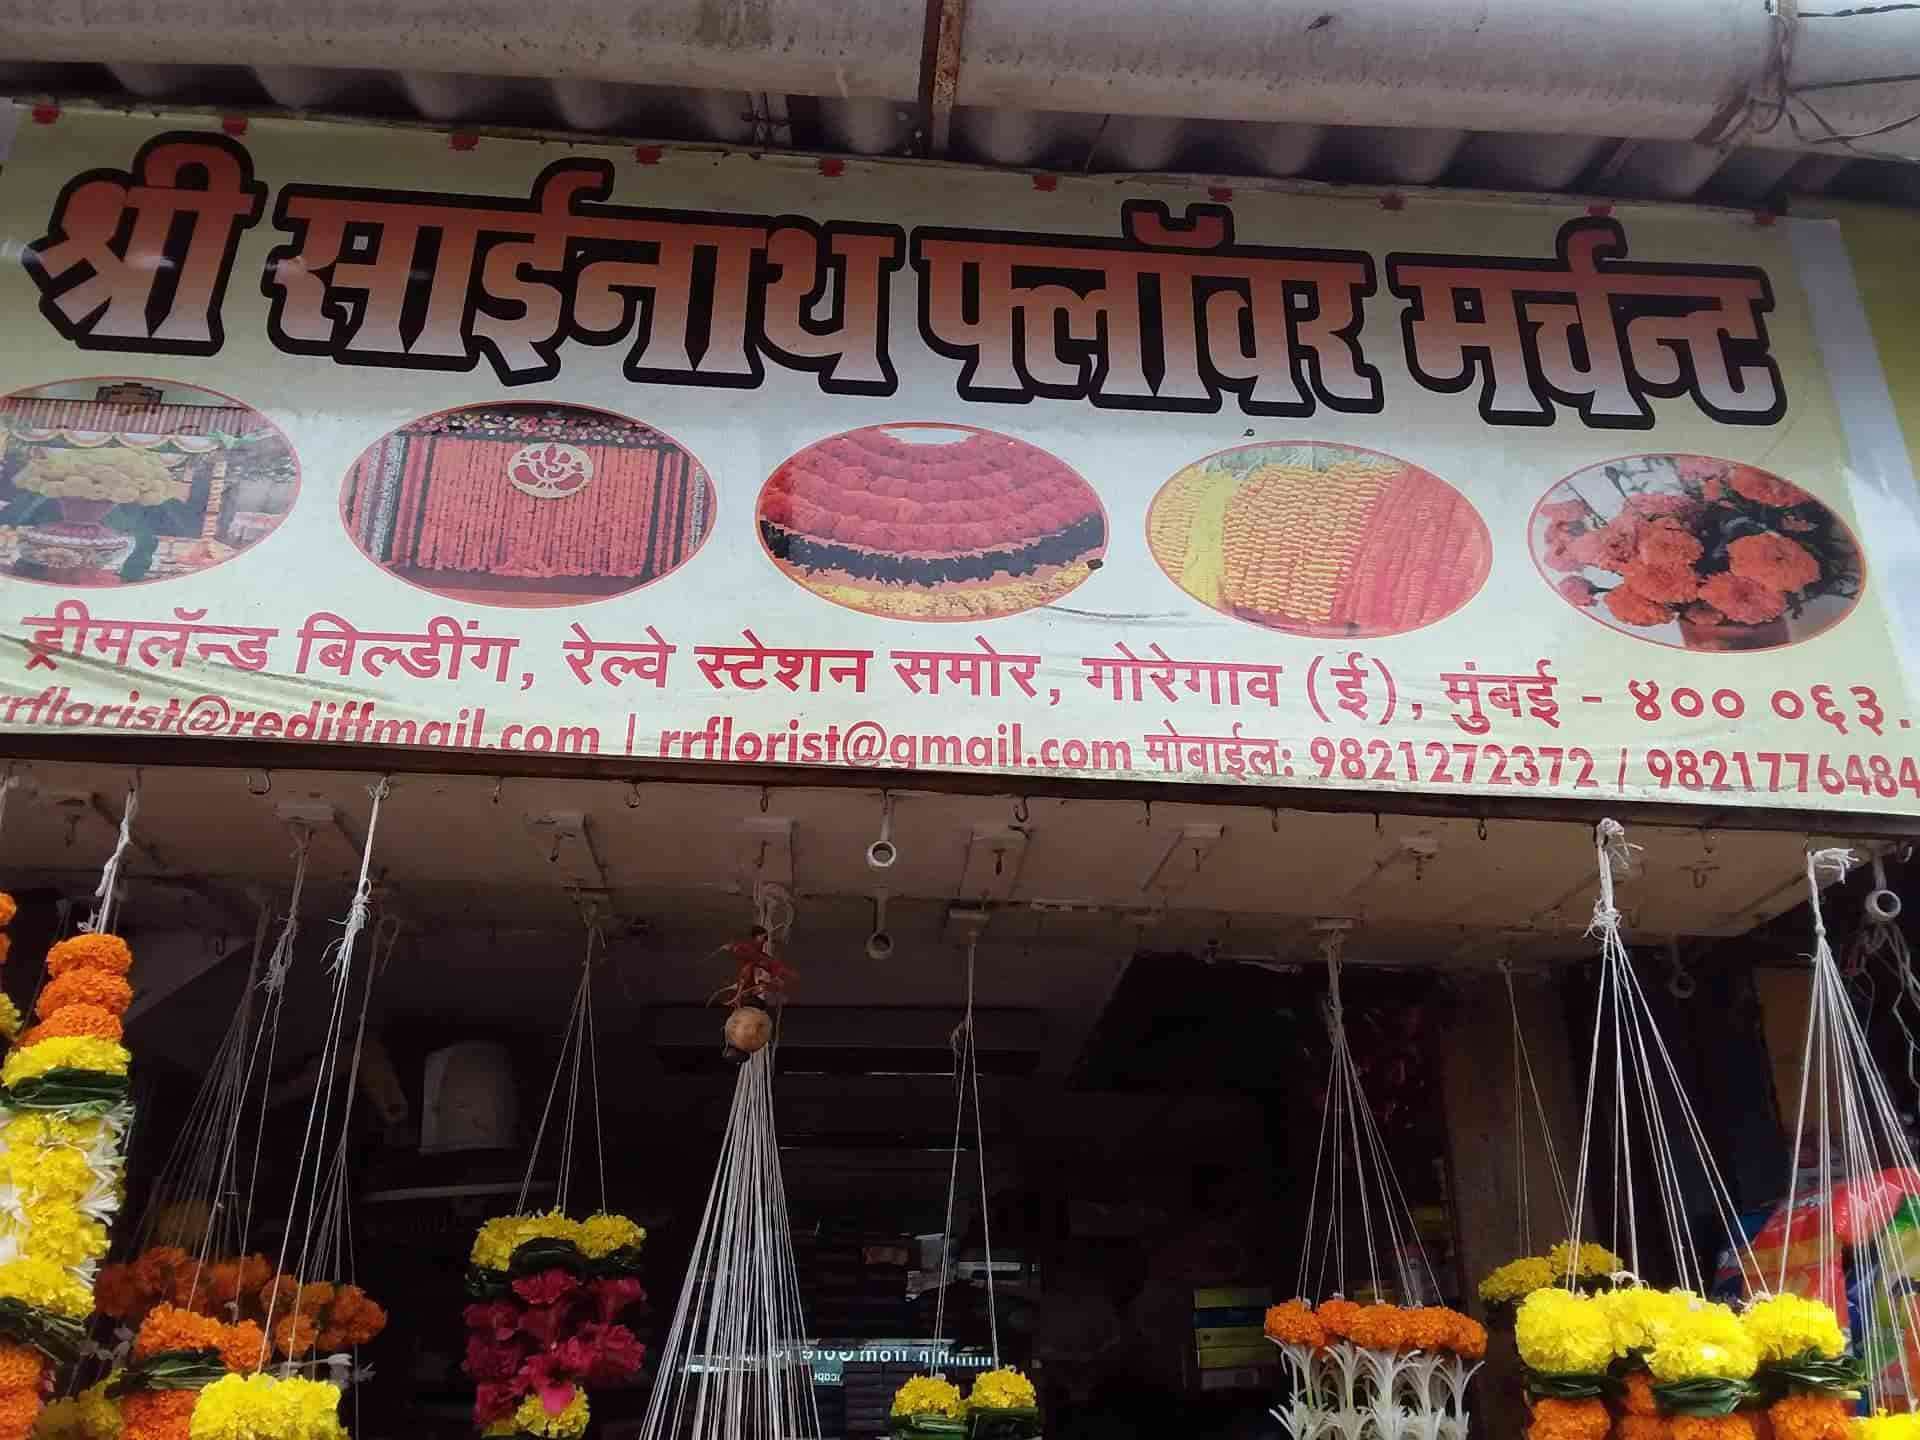 श्री साईनाथ फ्लॉवर मर्चन्ट
ड्रीमलॅन्ड बिल्डींग, रेल्वे स्टेशन समोर, गोरेगाव (ई), मुंबई - ४०० ०६३.
rrflorist@rediffmail.com | rrflorist@gmail.com मोबाईल: 9821272372 / 9821776484